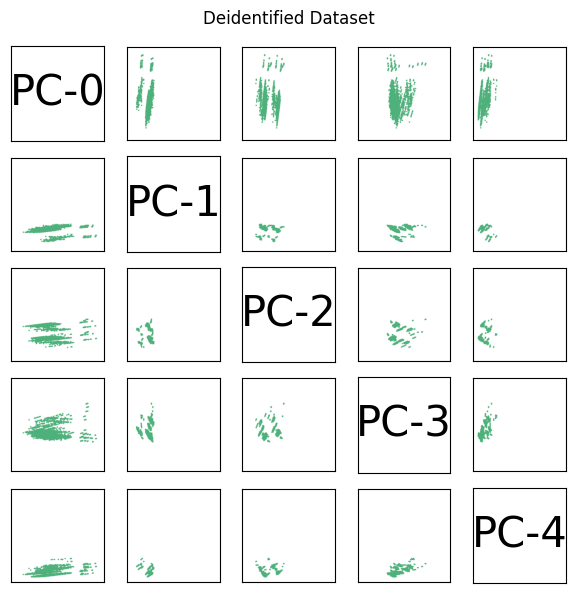 Deidentified Dataset
PC-0
PC-1
PC-2
PC-3
PC-4